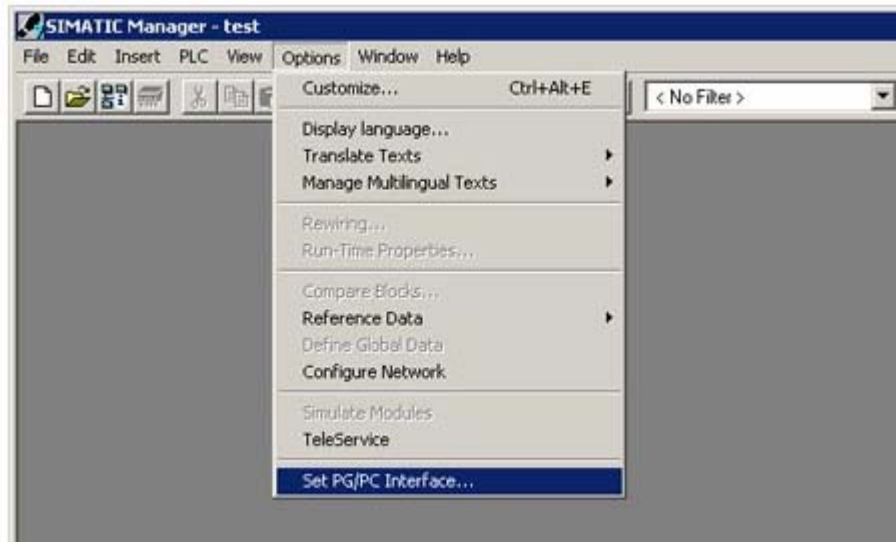 SIMATIC Manager - test
File Edit Insert PLC View Options Window Help
< No Filter >
Customize... Ctrl+Alt+E
Display language...
Translate Texts
Manage Multilingual Texts
Rewiring...
Run-Time Properties...
Compare Blocks...
Reference Data
Define Global Data
Configure Network
Simulate Modules
TeleService
Set PG/PC Interface...